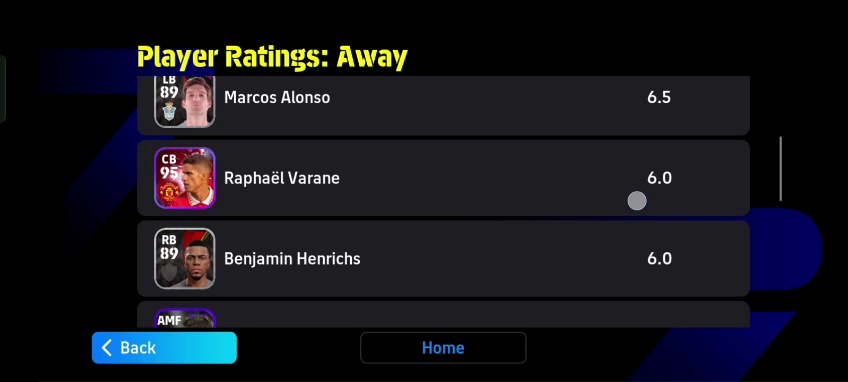 Player Ratings: Away
LB
89
Marcos Alonso 6.5
CB
95
Raphaël Varane 6.0
RB
89
Benjamin Henrichs 6.0
AMF
Back
Home